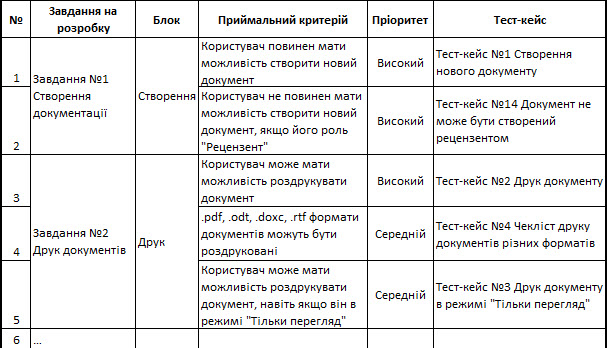 №
Завдання на
розробку
Блок
Приймальний критерій
Пріоритет
Тест-кейс
1
Завдання №1
Створення
документації
Створення
Користувач повинен мати
можливість створити новий
документ
Високий
Тест-кейс №1 Створення
нового документу
2
Користувач не повинен мати
можливість створити новий
документ, якщо його роль
"Рецензент"
Високий
Тест-кейс №14 Документ не
може бути створений
рецензентом
3
Завдання №2
Друк документів
Друк
Користувач може мати
можливість роздрукувати
документ
Високий
Тест-кейс №2 Друк документу
4
.pdf, .odt, .doxc, .rtf формати
документів можуть бути
роздруковані
Середній
Тест-кейс №4 Чекліст друку
документів різних форматів
5
Користувач може мати
можливість роздрукувати
документ, навіть якщо він в
режимі "Тільки перегляд"
Середній
Тест-кейс №3 Друк документу
в режимі "Тільки перегляд"
6
...